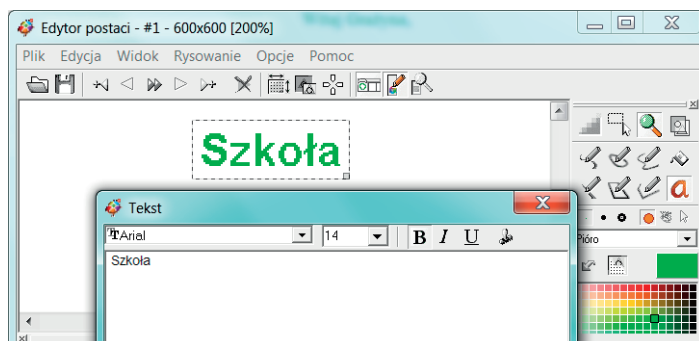 Edytor postaci - #1 - 600x600 [200%]
Plik Edycja Widok Rysowanie Opcje Pomoc
Szkoła
Tekst
Arial 14 B I U
Szkoła
Pióro
a